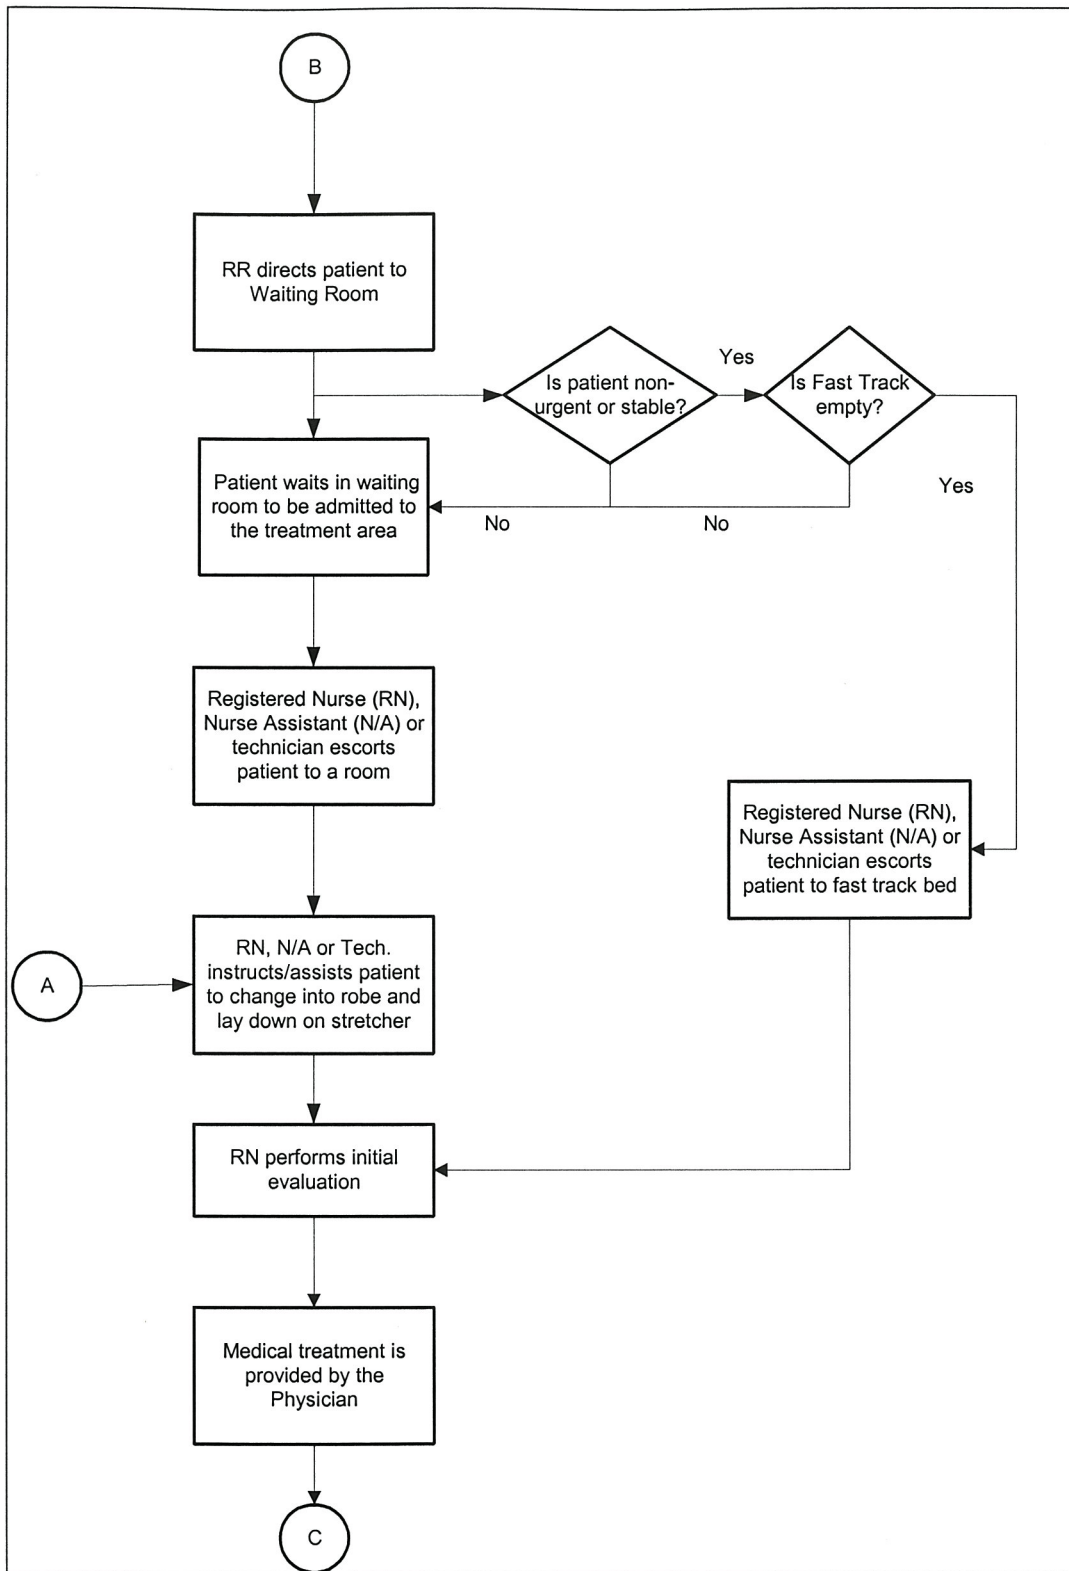 B
RR directs patient to
Waiting Room
Is patient non-
urgent or stable?
Yes
Is Fast Track
empty?
Yes
Patient waits in waiting
room to be admitted to
the treatment area
No
No
Registered Nurse (RN),
Nurse Assistant (N/A) or
technician escorts
patient to a room
Registered Nurse (RN),
Nurse Assistant (N/A) or
technician escorts
patient to fast track bed
A
RN, N/A or Tech.
instructs/assists patient
to change into robe and
lay down on stretcher
RN performs initial
evaluation
Medical treatment is
provided by the
Physician
C